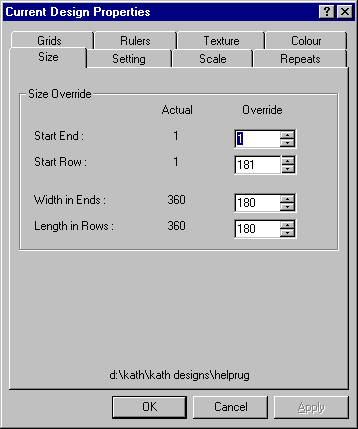 Current Design Properties
Grids Rulers Texture Colour
Size Setting Scale Repeats
Size Override
Actual Override
Start End : 1 1
Start Row : 1 181
Width in Ends : 360 180
Length in Rows : 360 180
d:\kath\kath designs\helprug
OK Cancel Apply